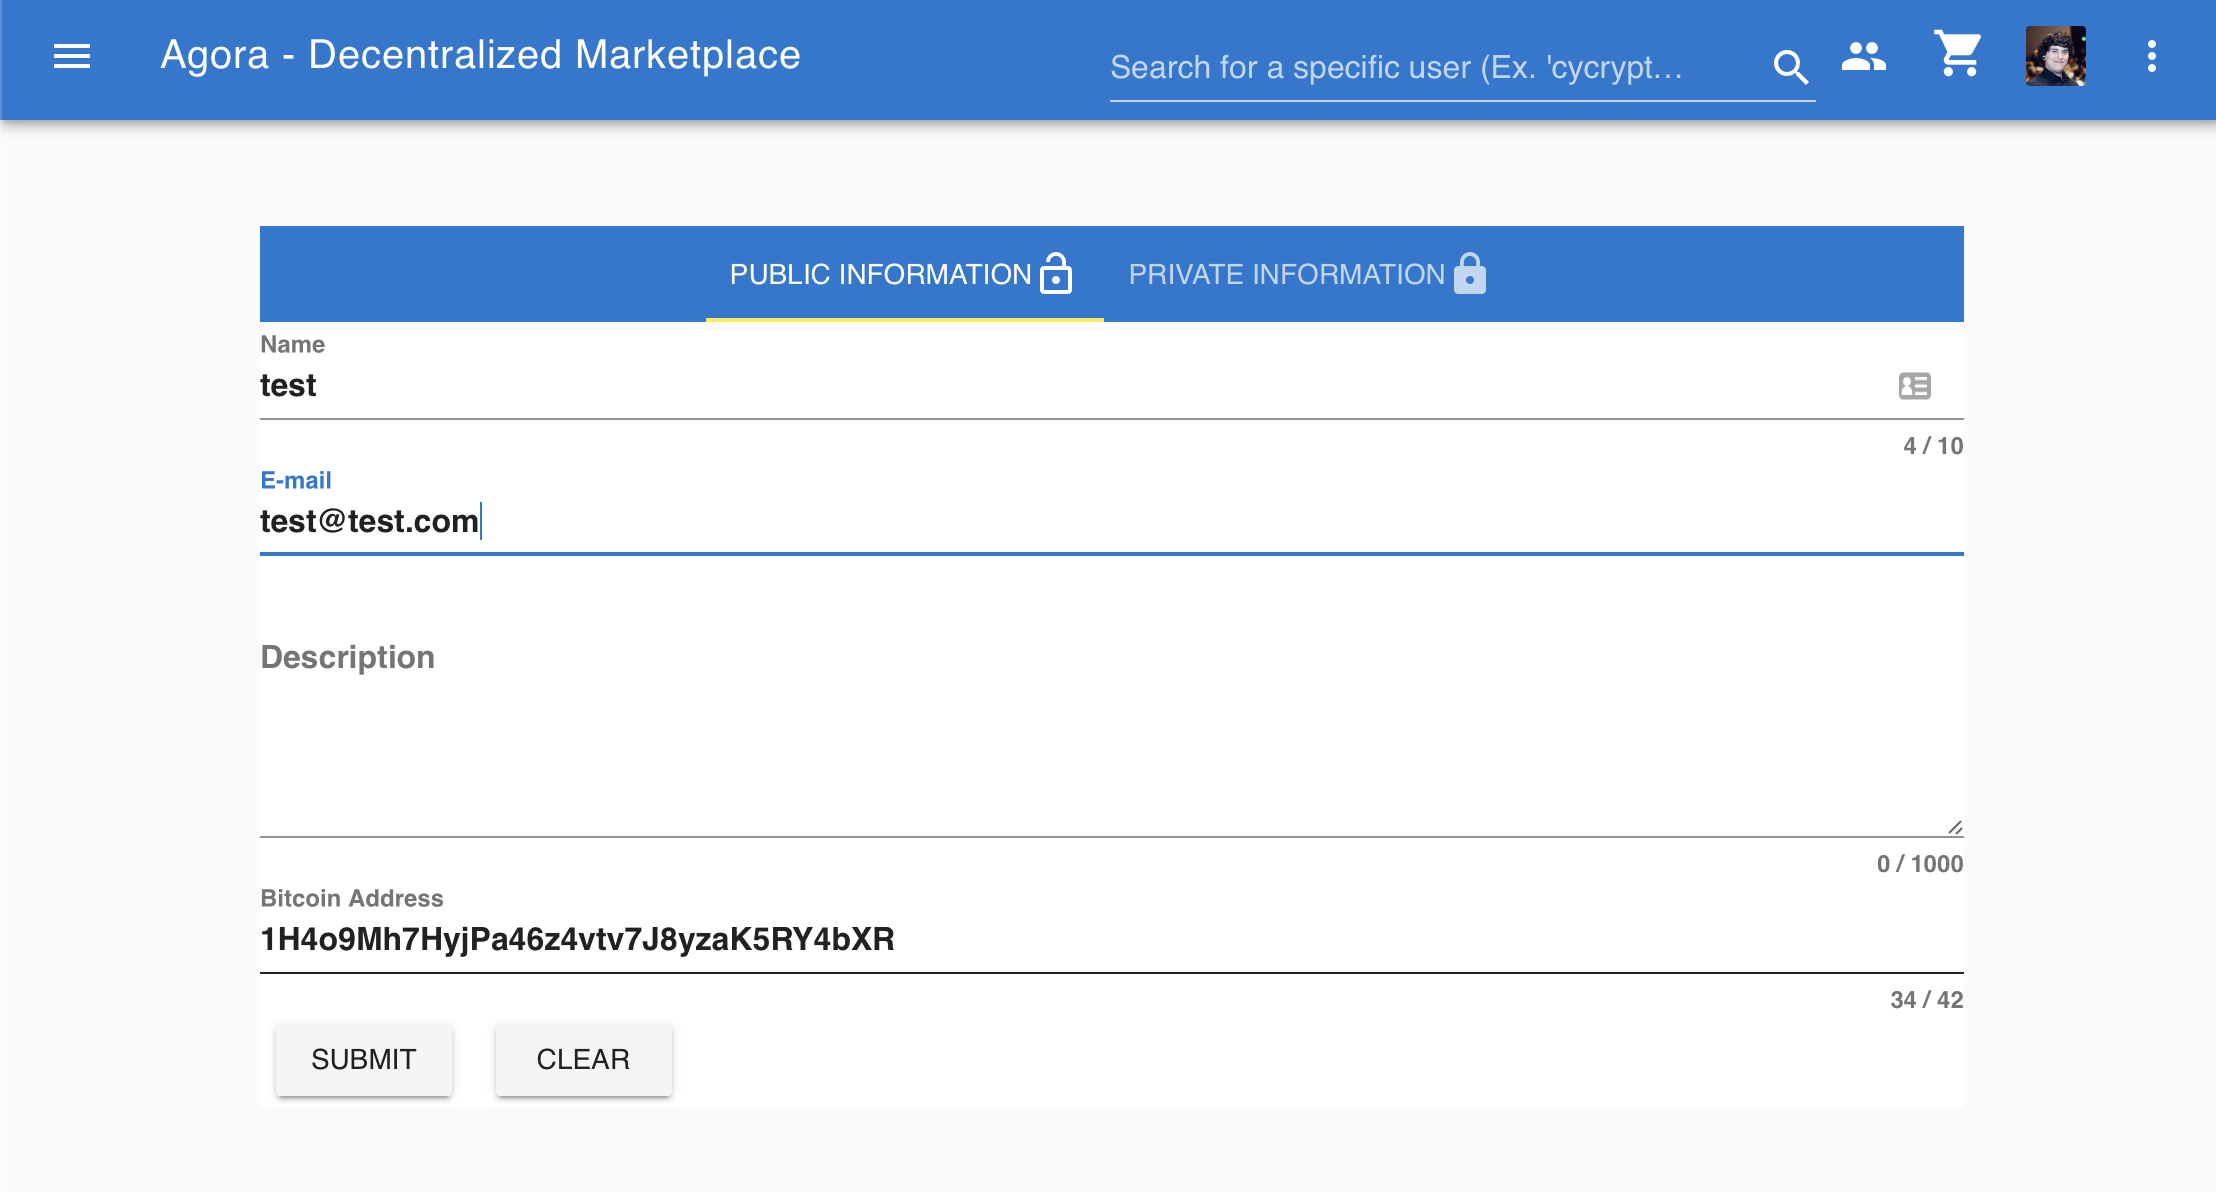 Agora - Decentralized Marketplace
Search for a specific user (Ex. 'cycrypt...
PUBLIC INFORMATION
PRIVATE INFORMATION
Name
test
4 / 10
E-mail
test@test.com
Description
0 / 1000
Bitcoin Address
1H4o9Mh7HyjPa46z4vtv7J8yzaK5RY4bXR
34 / 42
SUBMIT
CLEAR